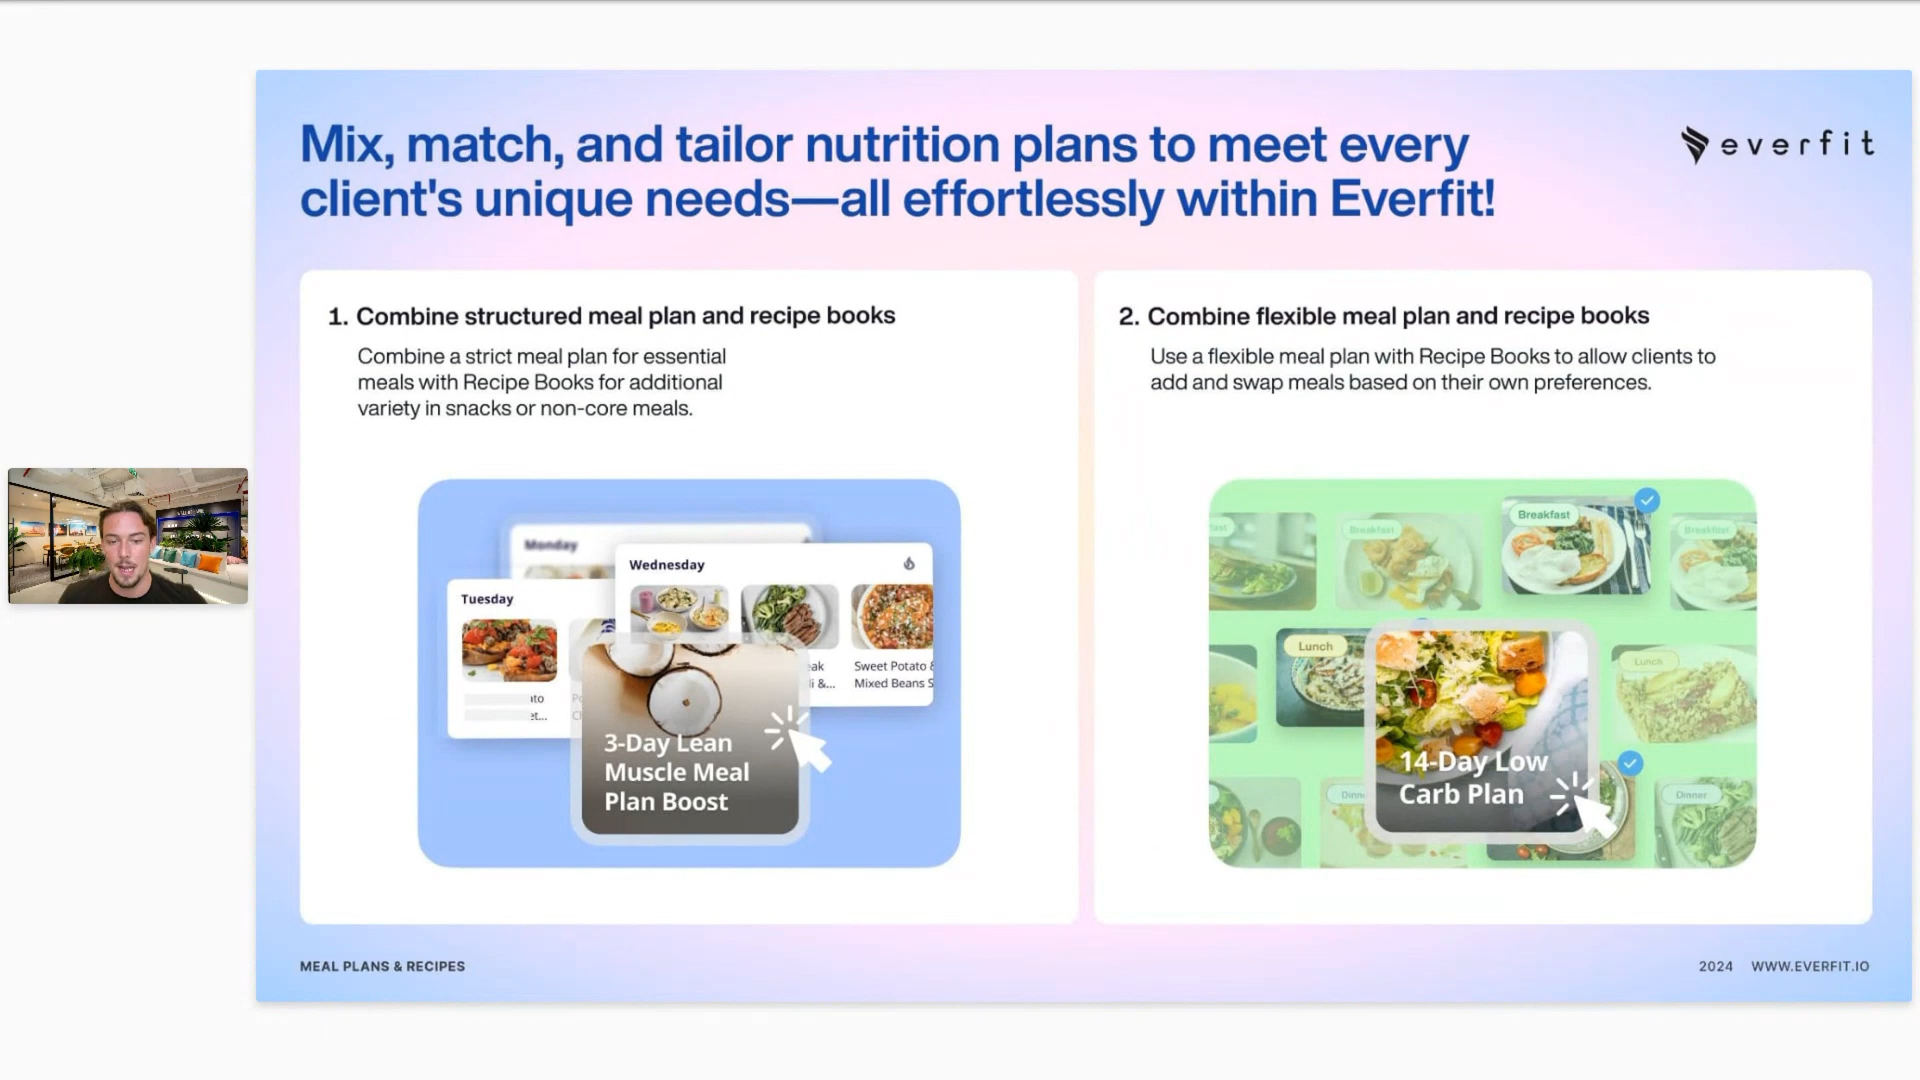 Mix, match, and tailor nutrition plans to meet every
client's unique needs—all effortlessly within Everfit!
everfit
1. Combine structured meal plan and recipe books
Combine a strict meal plan for essential
meals with Recipe Books for additional
variety in snacks or non-core meals.
Monday
Wednesday
Tuesday
Sweet Potato &
Mixed Beans S
3-Day Lean
Muscle Meal
Plan Boost
2. Combine flexible meal plan and recipe books
Use a flexible meal plan with Recipe Books to allow clients to
add and swap meals based on their own preferences.
Breakfast
Breakfast
Breakfast
Lunch
Lunch
14-Day Low
Carb Plan
Dinner
MEAL PLANS & RECIPES
2024 WWW.EVERFIT.IO